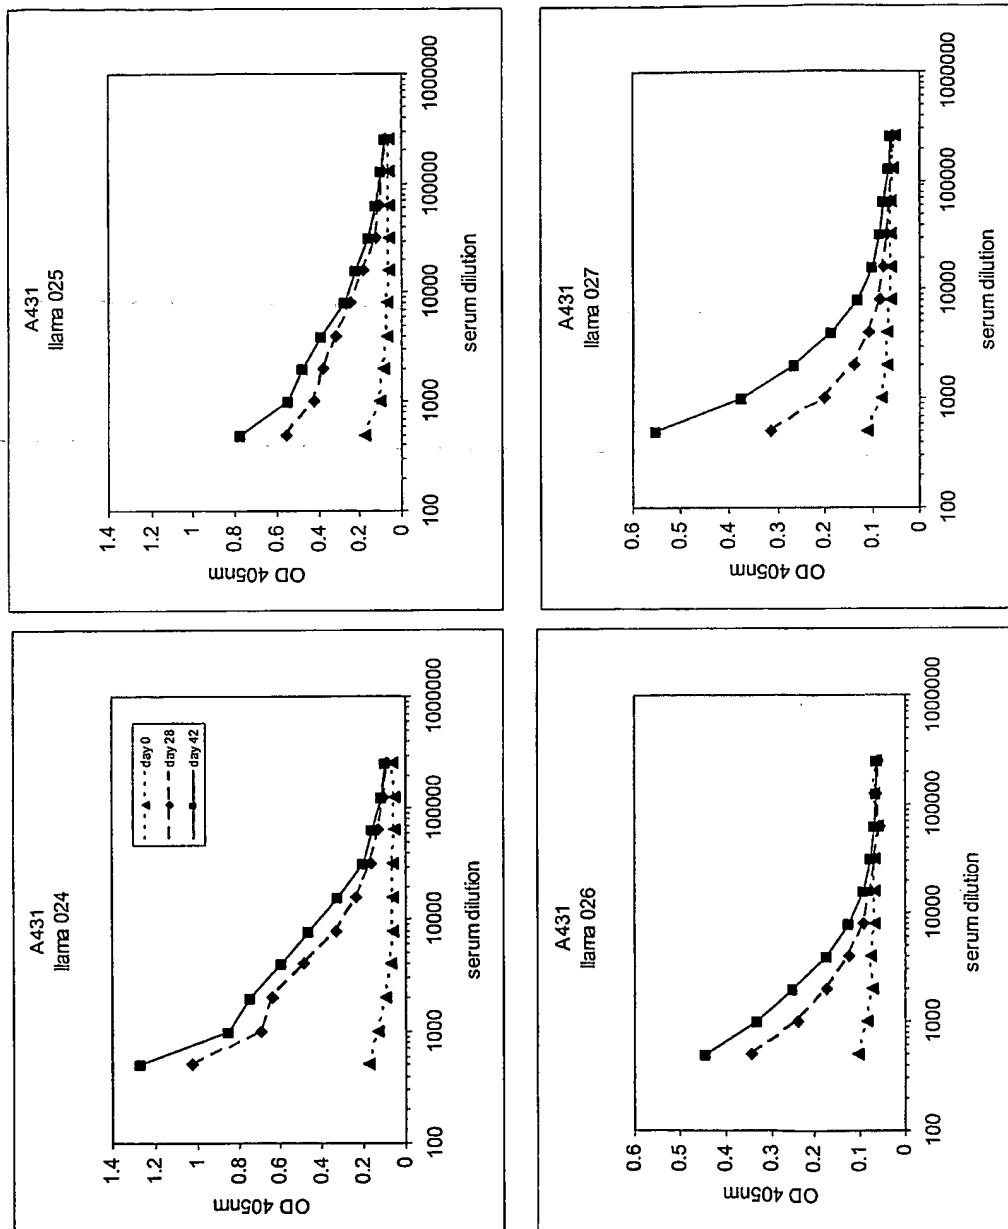 A431
llama 024
1.4
1.2
1
0.8
0.6
0.4
0.2
0
OD 405nm
100
1000
10000
100000
1000000
serum dilution
day 0
day 28
day 42
A431
llama 025
1.4
1.2
1
0.8
0.6
0.4
0.2
0
OD 405nm
100
1000
10000
100000
1000000
serum dilution
A431
llama 026
0.6
0.5
0.4
0.3
0.2
0.1
0
OD 405nm
100
1000
10000
100000
1000000
serum dilution
A431
llama 027
0.6
0.5
0.4
0.3
0.2
0.1
0
OD 405nm
100
1000
10000
100000
1000000
serum dilution